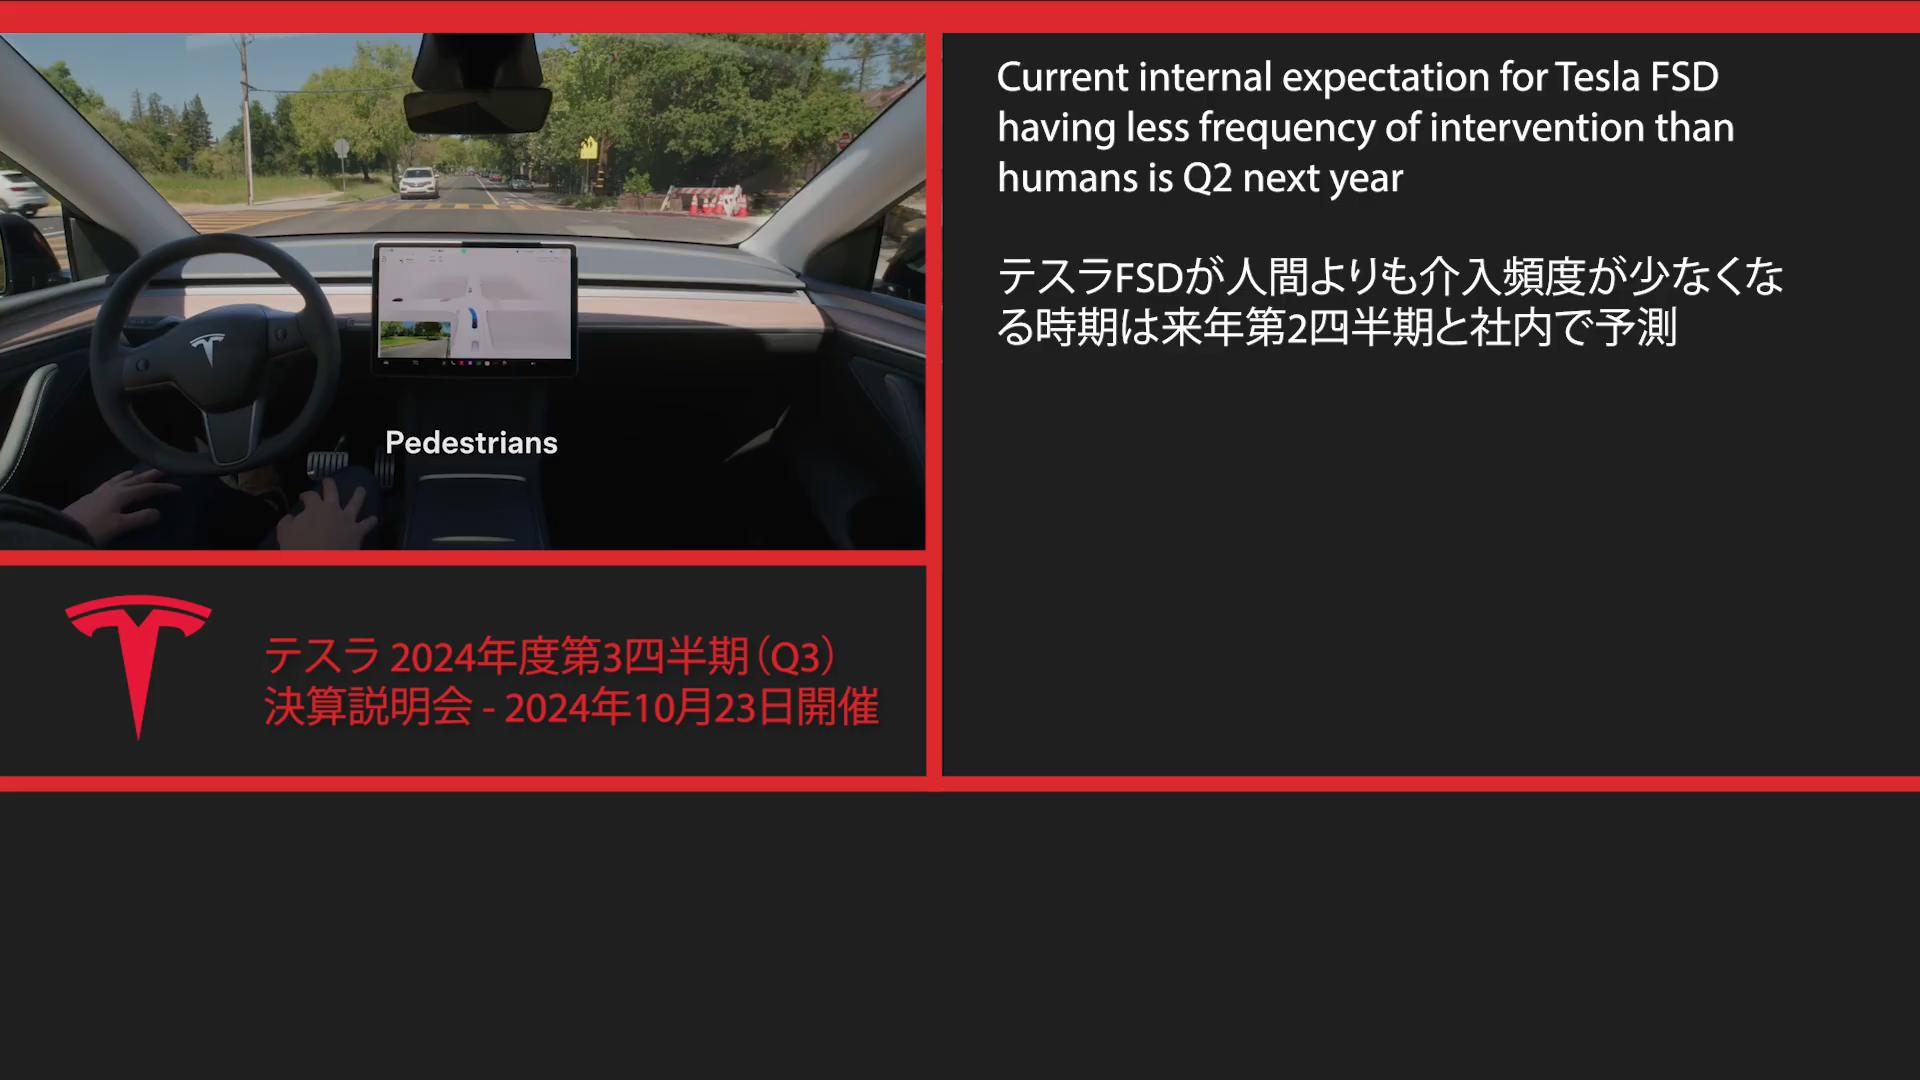 Pedestrians
テスラ 2024年度第3四半期（Q3）
決算説明会 - 2024年10月23日開催
Current internal expectation for Tesla FSD
having less frequency of intervention than
humans is Q2 next year
テスラFSDが人間よりも介入頻度が少なくな
る時期は来年第2四半期と社内で予測